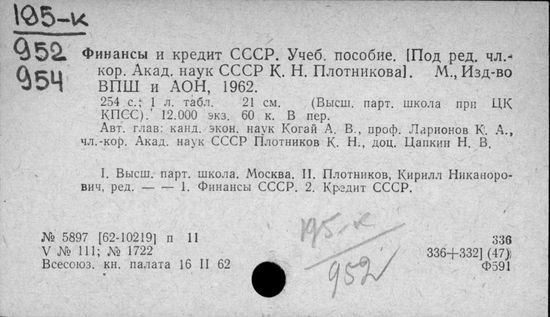 195-к
952
954
Финансы и кредит СССР. Учеб. пособие. [Под ред. чл.-
кор. Акад. наук СССР К. Н. Плотникова]. М., Изд-во
ВПШ и АОН, 1962.
254 с.; 1 л. табл. 21 см. (Высш. парт. школа при ЦК
КПСС). 12.000 экз. 60 к. В пер.
Авт. глав: канд. экон. наук Когай А. В., проф. Ларионов К. А.,
чл.-кор. Акад. наук СССР Плотников К. Н., доц. Цапкин Н. В.
I. Высш. парт. школа. Москва. II. Плотников, Кирилл Никаноро-
вич, ред. — — 1. Финансы СССР. 2. Кредит СССР.
195-к
952
№ 5897 [62-10219] п 11
V № 111; № 1722
Всесоюз. кн. палата 16 II 62
336
336+332] (47)
Ф591